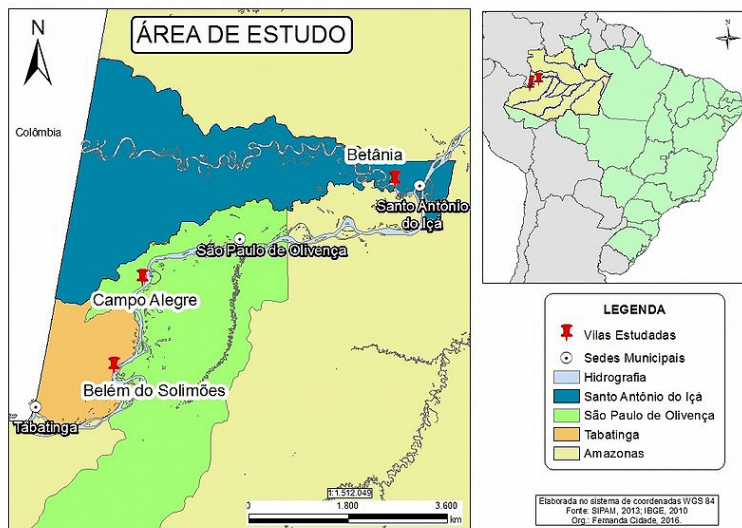 ÁREA DE ESTUDO
N
Colômbia
Betânia
Santo Antônio
do Içá
São Paulo de Olivença
Campo Alegre
Belém do Solimões
Tabatinga
1:1.512.049
0 1.800 3.600
km
N
LEGENDA
Vilas Estudadas
Sedes Municipais
Hidrografia
Santo Antônio do Içá
São Paulo de Olivença
Tabatinga
Amazonas
Elaborada no sistema de coordenadas WGS 84
Fonte: SIPAM, 2013; IBGE, 2010
Org.: Fernanda Cidade, 2016.